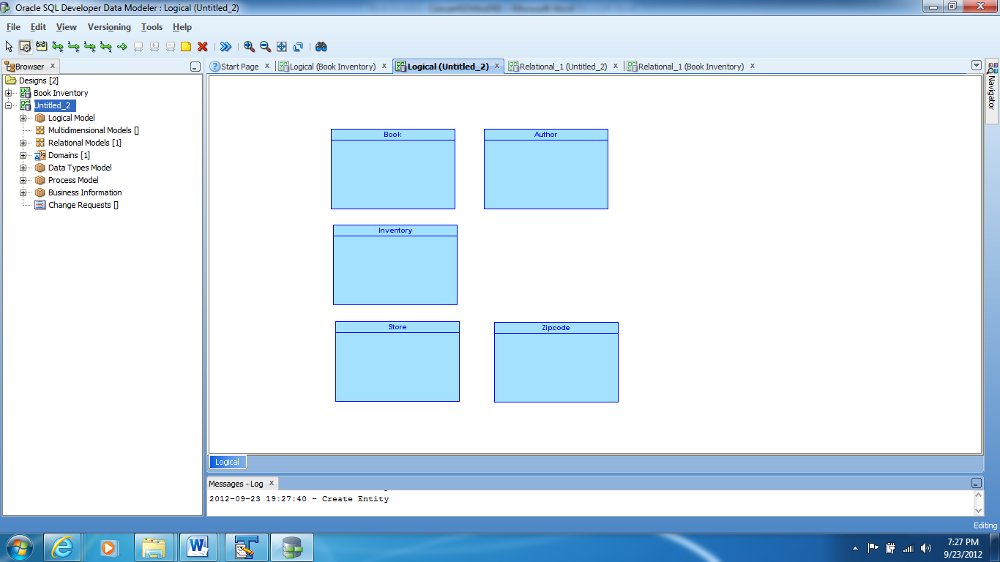 Oracle SQL Developer Data Modeler : Logical (Untitled_2)
File Edit View Versioning Tools Help
Browser x
Start Page x Logical (Book Inventory) x Logical (Untitled_2) x Relational_1 (Untitled_2) x Relational_1 (Book Inventory) x
Navigator
Designs [2]
Book Inventory
Untitled_2
Logical Model
Multidimensional Models []
Relational Models [1]
Domains [1]
Data Types Model
Process Model
Business Information
Change Requests []
Book
Author
Inventory
Store
Zipcode
Logical
Messages - Log x
2012-09-23 19:27:40 - Create Entity
Editing
7:27 PM
9/23/2012